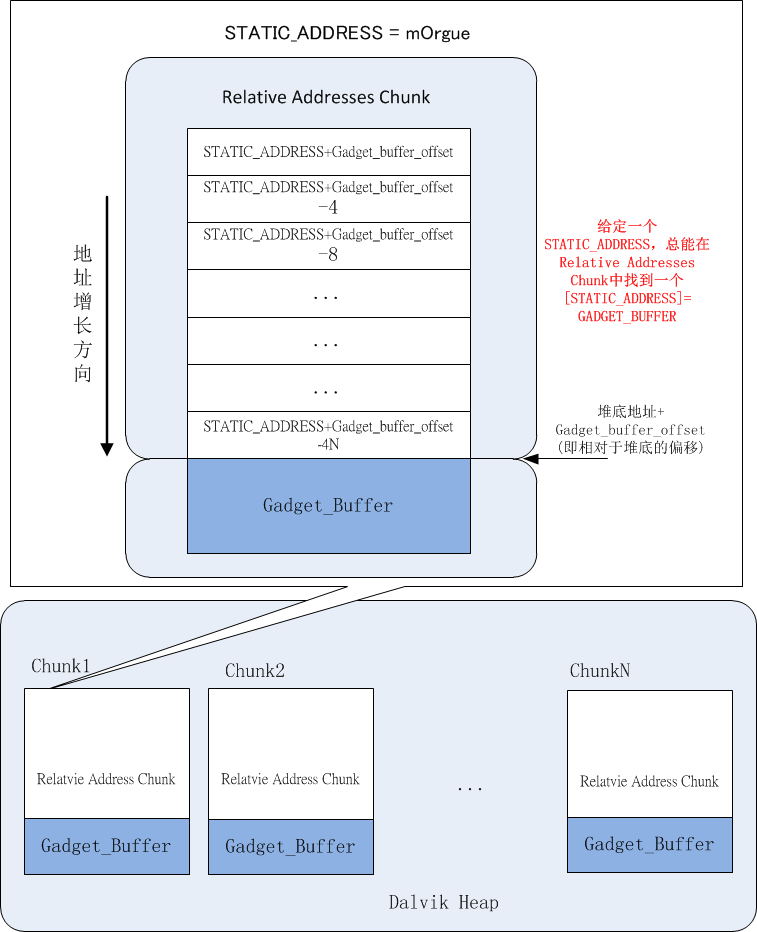 STATIC_ADDRESS = mOrgue
Relative Addresses Chunk
STATIC_ADDRESS+Gadget_buffer_offset
STATIC_ADDRESS+Gadget_buffer_offset
-4
STATIC_ADDRESS+Gadget_buffer_offset
-8
...
...
...
STATIC_ADDRESS+Gadget_buffer_offset
-4N
Gadget_Buffer
地址增长方向
给定一个
STATIC_ADDRESS，总能在
Relative Addresses
Chunk中找到一个
[STATIC_ADDRESS]=
GADGET_BUFFER
堆底地址+
Gadget_buffer_offset
(即相对于堆底的偏移)
Chunk1
Relatvie Address Chunk
Gadget_Buffer
Chunk2
Relatvie Address Chunk
Gadget_Buffer
...
ChunkN
Relatvie Address Chunk
Gadget_Buffer
Dalvik Heap